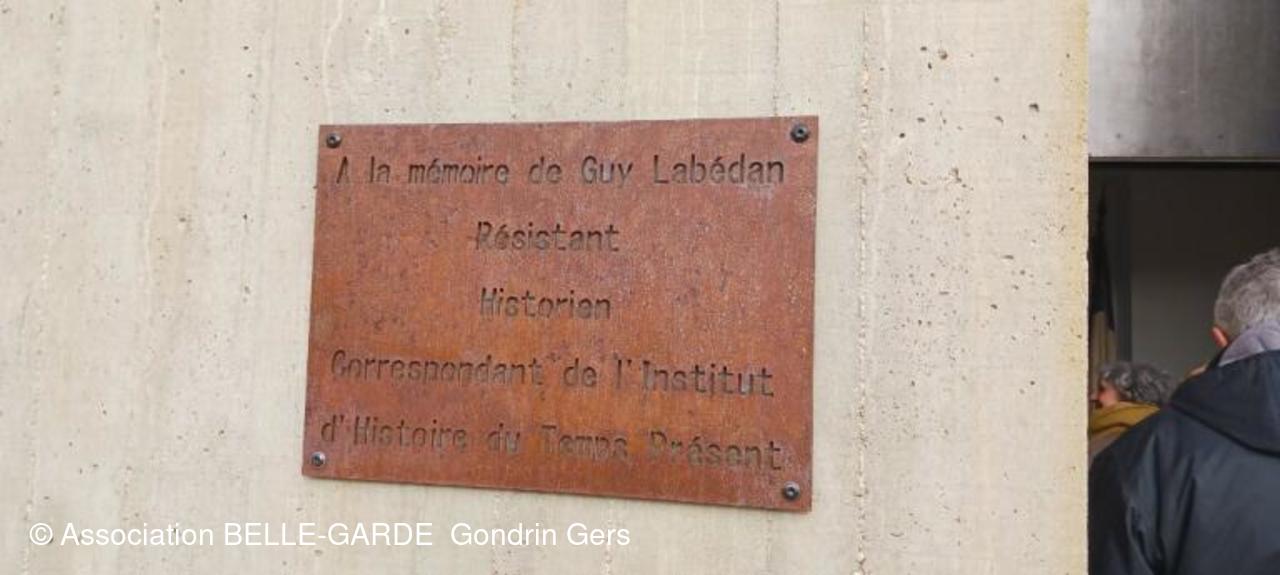 A la mémoire de Guy Labédan
Résistant
Historien
Correspondant de l'Institut
d'Histoire du Temps Présent
© Association BELLE-GARDE Gondrin Gers